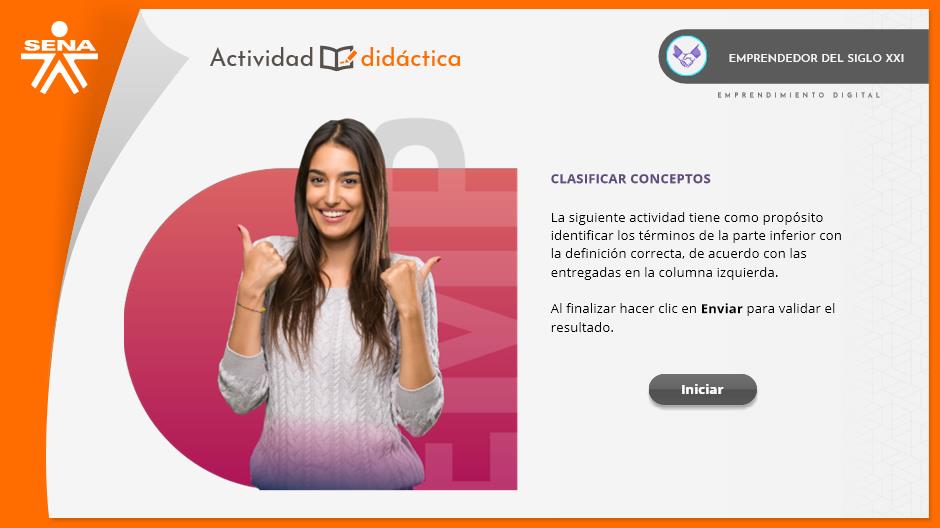 SENA
Actividad didáctica
EMPRENDEDOR DEL SIGLO XXI
EMPRENDIMIENTO DIGITAL
CLASIFICAR CONCEPTOS
La siguiente actividad tiene como propósito
identificar los términos de la parte inferior con
la definición correcta, de acuerdo con las
entregadas en la columna izquierda.
Al finalizar hacer clic en Enviar para validar el
resultado.
Iniciar